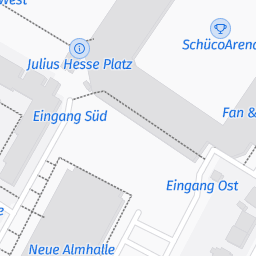 West
SchücoArena
Julius Hesse Platz
Eingang Süd
Fan &
Eingang Ost
e
Neue Almhalle